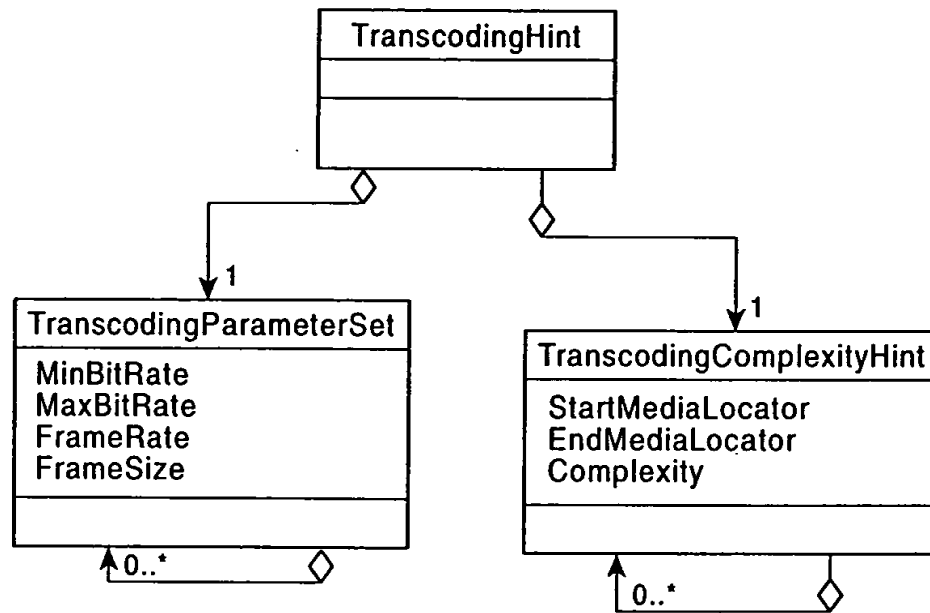 TranscodingHint
1
TranscodingParameterSet
MinBitRate
MaxBitRate
FrameRate
FrameSize
0..*
1
TranscodingComplexityHint
StartMediaLocator
EndMediaLocator
Complexity
0..*